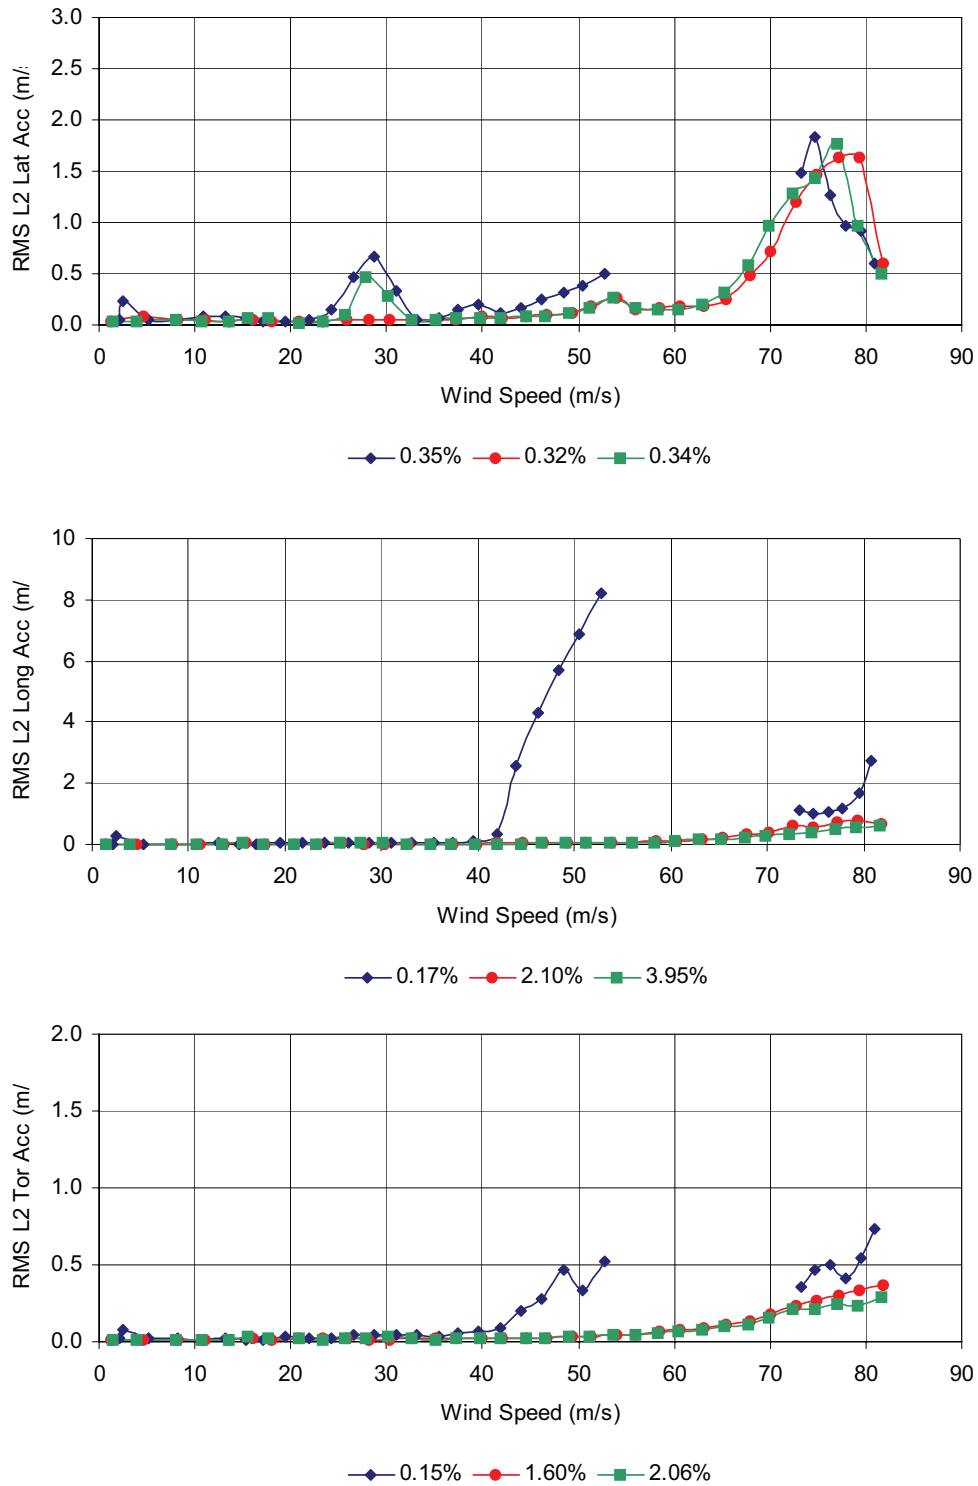 3.0
2.5
2.0
1.5
1.0
0.5
0.0
RMS L2 Lat Acc (m/
0 10 20 30 40 50 60 70 80 90
Wind Speed (m/s)
0.35% 0.32% 0.34%
10
8
6
4
2
0
RMS L2 Long Acc (m/
0 10 20 30 40 50 60 70 80 90
Wind Speed (m/s)
0.17% 2.10% 3.95%
2.0
1.5
1.0
0.5
0.0
RMS L2 Tor Acc (m/
0 10 20 30 40 50 60 70 80 90
Wind Speed (m/s)
0.15% 1.60% 2.06%